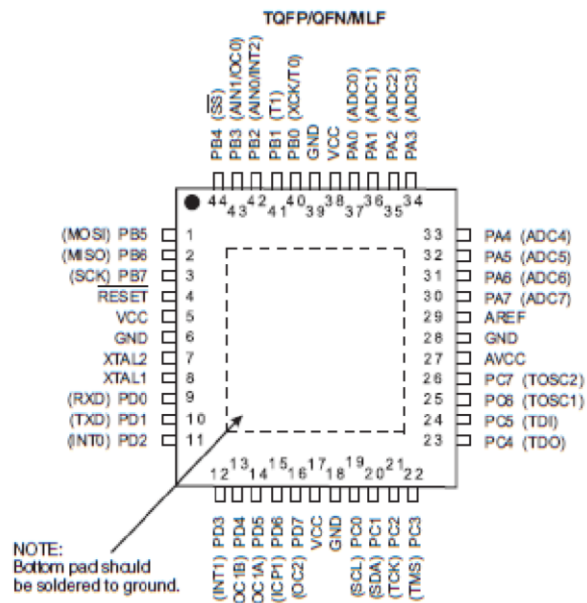 TQFP/QFN/MLF
PB4 (SS)
PB3 (AIN1/OC0)
PB2 (AIN0/INT2)
PB1 (T1)
PB0 (XCK/T0)
GND
VCC
PA0 (ADC0)
PA1 (ADC1)
PA2 (ADC2)
PA3 (ADC3)
44 43 42 41 40 39 38 37 36 35 34
(MOSI) PB5 1
(MISO) PB6 2
(SCK) PB7 3
RESET 4
VCC 5
GND 6
XTAL2 7
XTAL1 8
(RXD) PD0 9
(TXD) PD1 10
(INT0) PD2 11
33 PA4 (ADC4)
32 PA5 (ADC5)
31 PA6 (ADC6)
30 PA7 (ADC7)
29 AREF
28 GND
27 AVCC
26 PC7 (TOSC2)
25 PC6 (TOSC1)
24 PC5 (TDI)
23 PC4 (TDO)
12 13 14 15 16 17 18 19 20 21 22
(INT1) PD3
OC1B) PD4
OC1A) PD5
(ICP1) PD6
(OC2) PD7
VCC
GND
(SCL) PC0
(SDA) PC1
(TCK) PC2
(TMS) PC3
NOTE:
Bottom pad should
be soldered to ground.